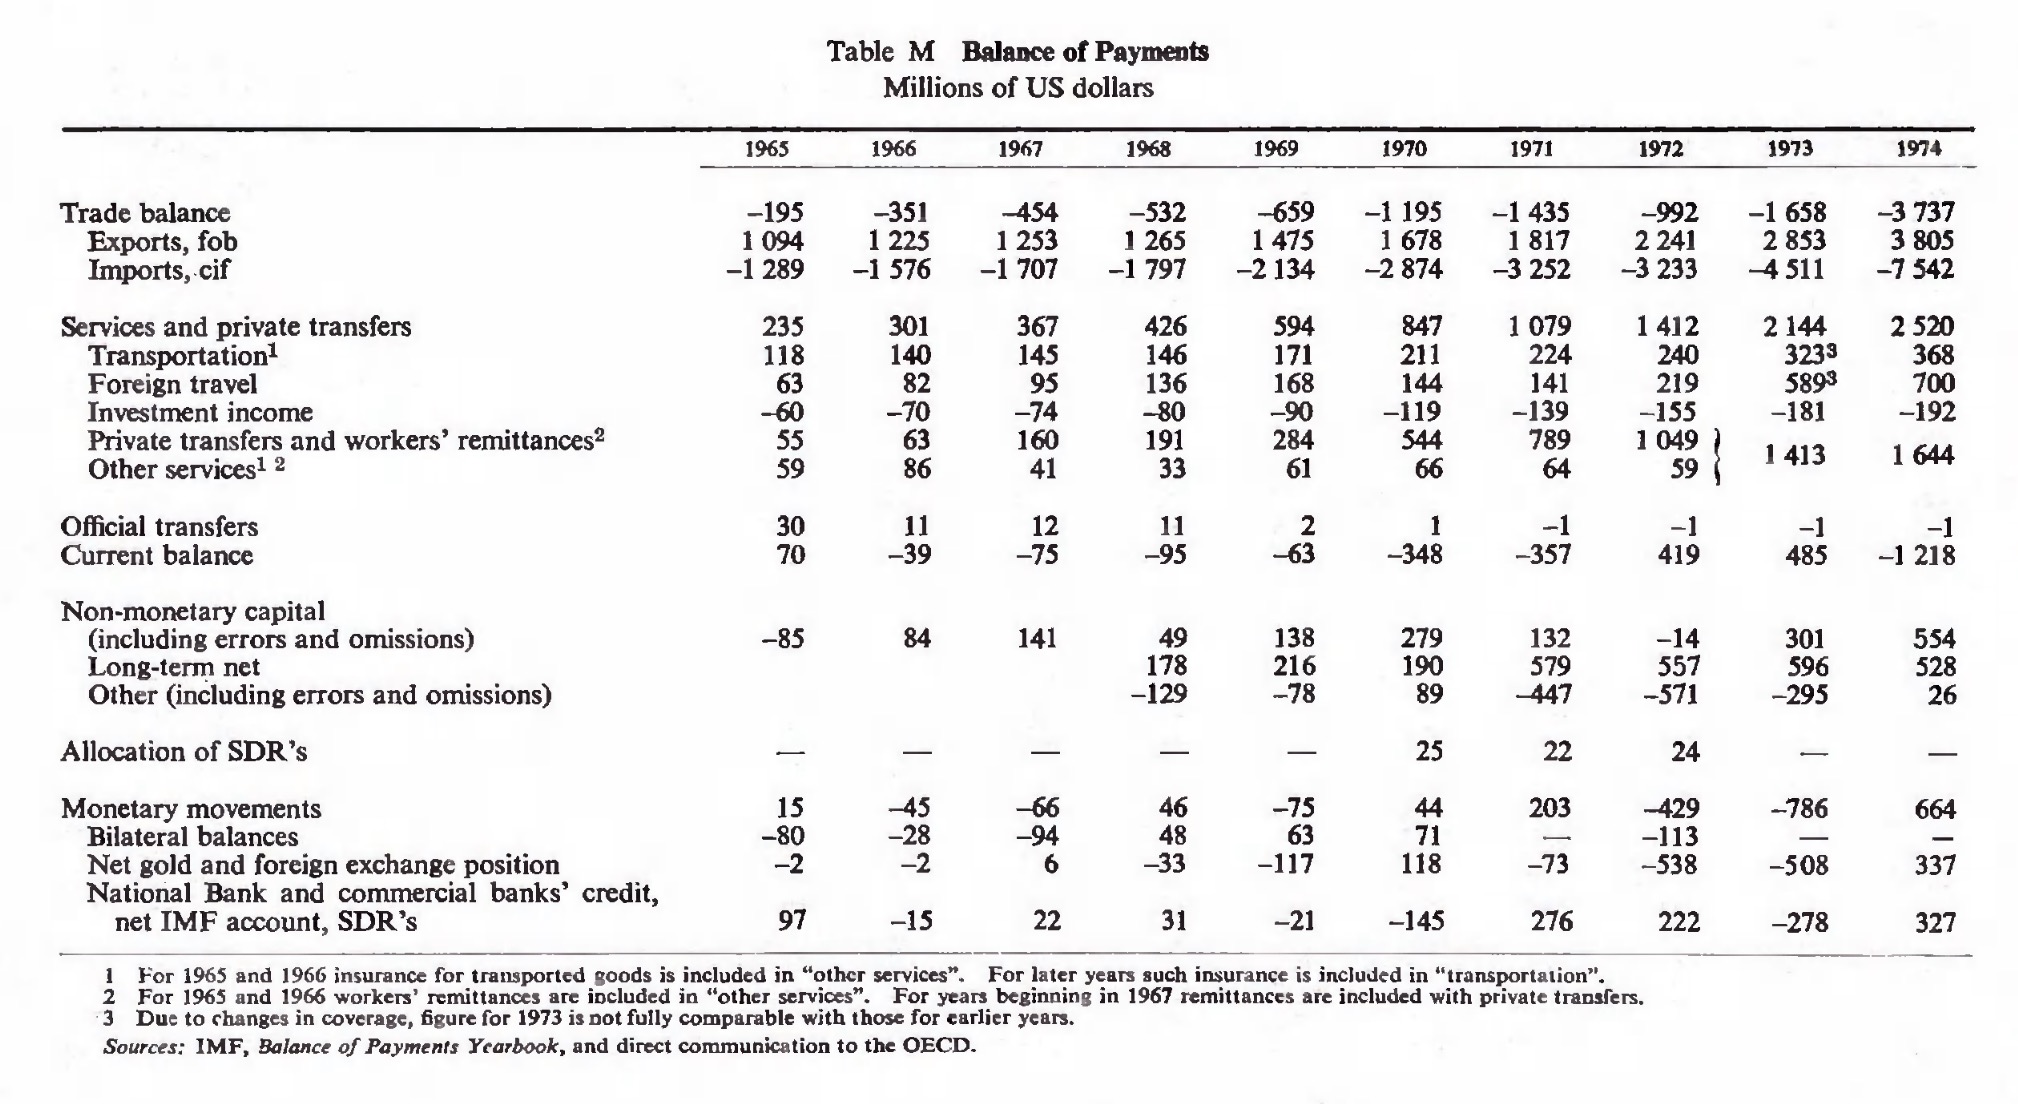 Table M Balance of Payments
Millions of US dollars
1965 1966 1967 1968 1969 1970 1971 1972 1973 1974
Trade balance –195 –351 –454 –532 –659 –1 195 –1 435 –992 –1 658 –3 737
Exports, fob 1 094 1 225 1 253 1 265 1 475 1 678 1 817 2 241 2 853 3 805
Imports, cif –1 289 –1 576 –1 707 –1 797 –2 134 –2 874 –3 252 –3 233 –4 511 –7 542
Services and private transfers 235 301 367 426 594 847 1 079 1 412 2 144 2 520
Transportation¹ 118 140 145 146 171 211 224 240 323³ 368
Foreign travel 63 82 95 136 168 144 141 219 589³ 700
Investment income –60 –70 –74 –80 –90 –119 –139 –155 –181 –192
Private transfers and workers’ remittances² 55 63 160 191 284 544 789 1 049 } 1 413 1 644
Other services¹ ² 59 86 41 33 61 66 64 59
Official transfers 30 11 12 11 2 1 –1 –1 –1 –1
Current balance 70 –39 –75 –95 –63 –348 –357 419 485 –1 218
Non-monetary capital
(including errors and omissions) –85 84 141 49 138 279 132 –14 301 554
Long-term net 178 216 190 579 557 596 528
Other (including errors and omissions) –129 –78 89 –447 –571 –295 26
Allocation of SDR’s — — — — — 25 22 24 — —
Monetary movements 15 –45 –66 46 –75 44 203 –429 –786 664
Bilateral balances –80 –28 –94 48 63 71 — –113 — —
Net gold and foreign exchange position –2 –2 6 –33 –117 118 –73 –538 –508 337
National Bank and commercial banks’ credit,
net IMF account, SDR’s 97 –15 22 31 –21 –145 276 222 –278 327
1 For 1965 and 1966 insurance for transported goods is included in “other services”. For later years such insurance is included in “transportation”.
2 For 1965 and 1966 workers’ remittances are included in “other services”. For years beginning in 1967 remittances are included with private transfers.
3 Due to changes in coverage, figure for 1973 is not fully comparable with those for earlier years.
Sources: IMF, Balance of Payments Yearbook, and direct communication to the OECD.